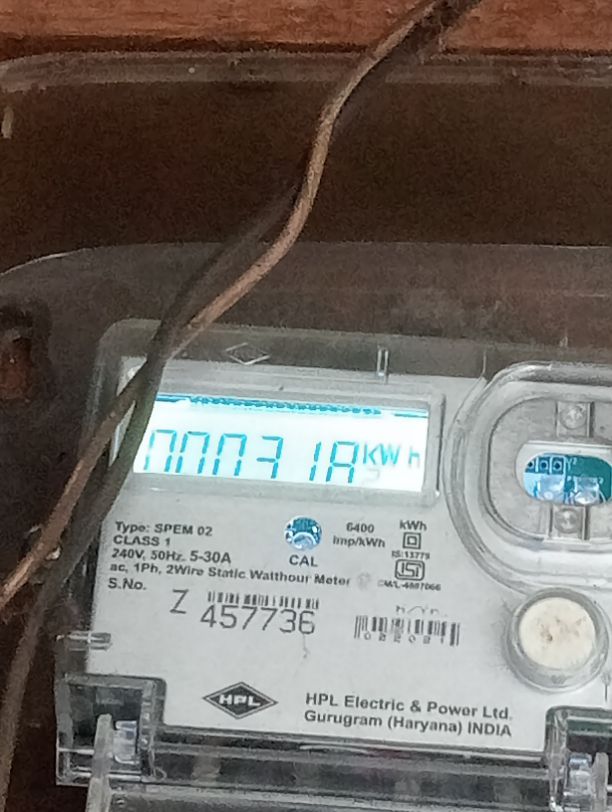 KWh
Type: SPEM 02
CLASS 1
240V, 50Hz, 5-30A
ac, 1Ph, 2Wire Static Watthour Meter
S.No.
Z 457736
CAL
6400
imp/kWh
kWh
IS:13779
ISI
HPL
HPL Electric & Power Ltd.
Gurugram (Haryana) INDIA